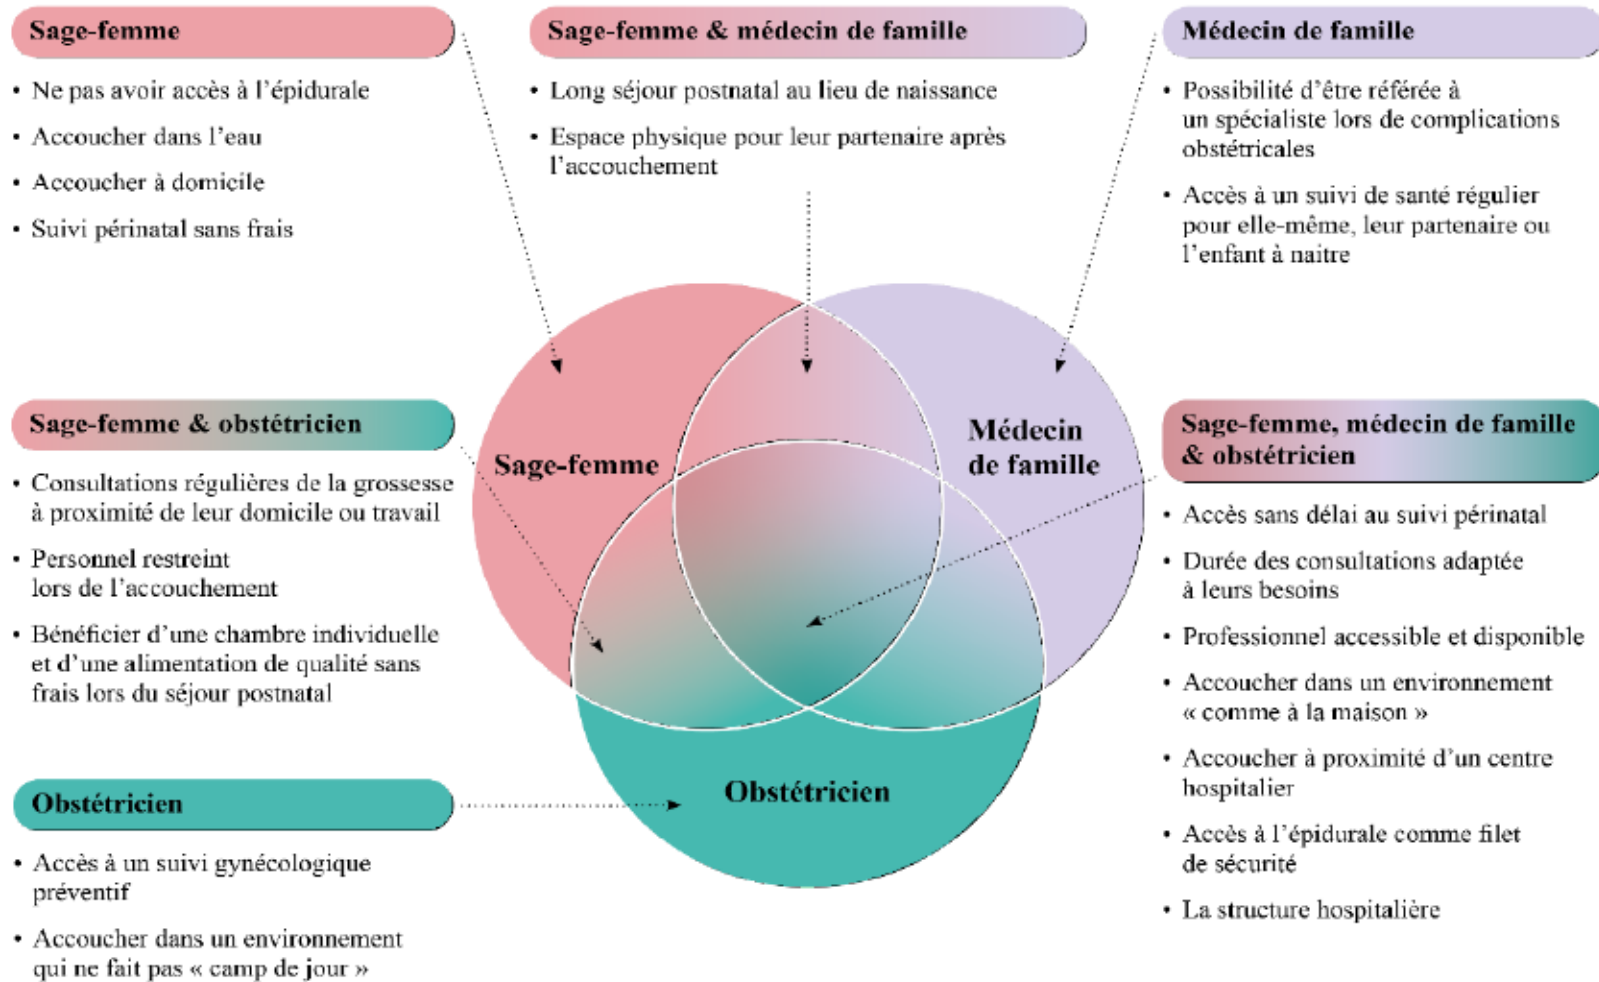 Sage-femme
• Ne pas avoir accès à l'épidurale
• Accoucher dans l'eau
• Accoucher à domicile
• Suivi périnatal sans frais
Sage-femme & médecin de famille
• Long séjour postnatal au lieu de naissance
• Espace physique pour leur partenaire après
l'accouchement
Médecin de famille
• Possibilité d'être référée à
un spécialiste lors de complications
obstétricales
• Accès à un suivi de santé régulier
pour elle-même, leur partenaire ou
l'enfant à naitre
Sage-femme & obstétricien
• Consultations régulières de la grossesse
à proximité de leur domicile ou travail
• Personnel restreint
lors de l'accouchement
• Bénéficier d'une chambre individuelle
et d'une alimentation de qualité sans
frais lors du séjour postnatal
Sage-femme
Médecin
de famille
Obstétricien
Sage-femme, médecin de famille
& obstétricien
• Accès sans délai au suivi périnatal
• Durée des consultations adaptée
à leurs besoins
• Professionnel accessible et disponible
• Accoucher dans un environnement
« comme à la maison »
• Accoucher à proximité d'un centre
hospitalier
• Accès à l'épidurale comme filet
de sécurité
• La structure hospitalière
Obstétricien
• Accès à un suivi gynécologique
préventif
• Accoucher dans un environnement
qui ne fait pas « camp de jour »